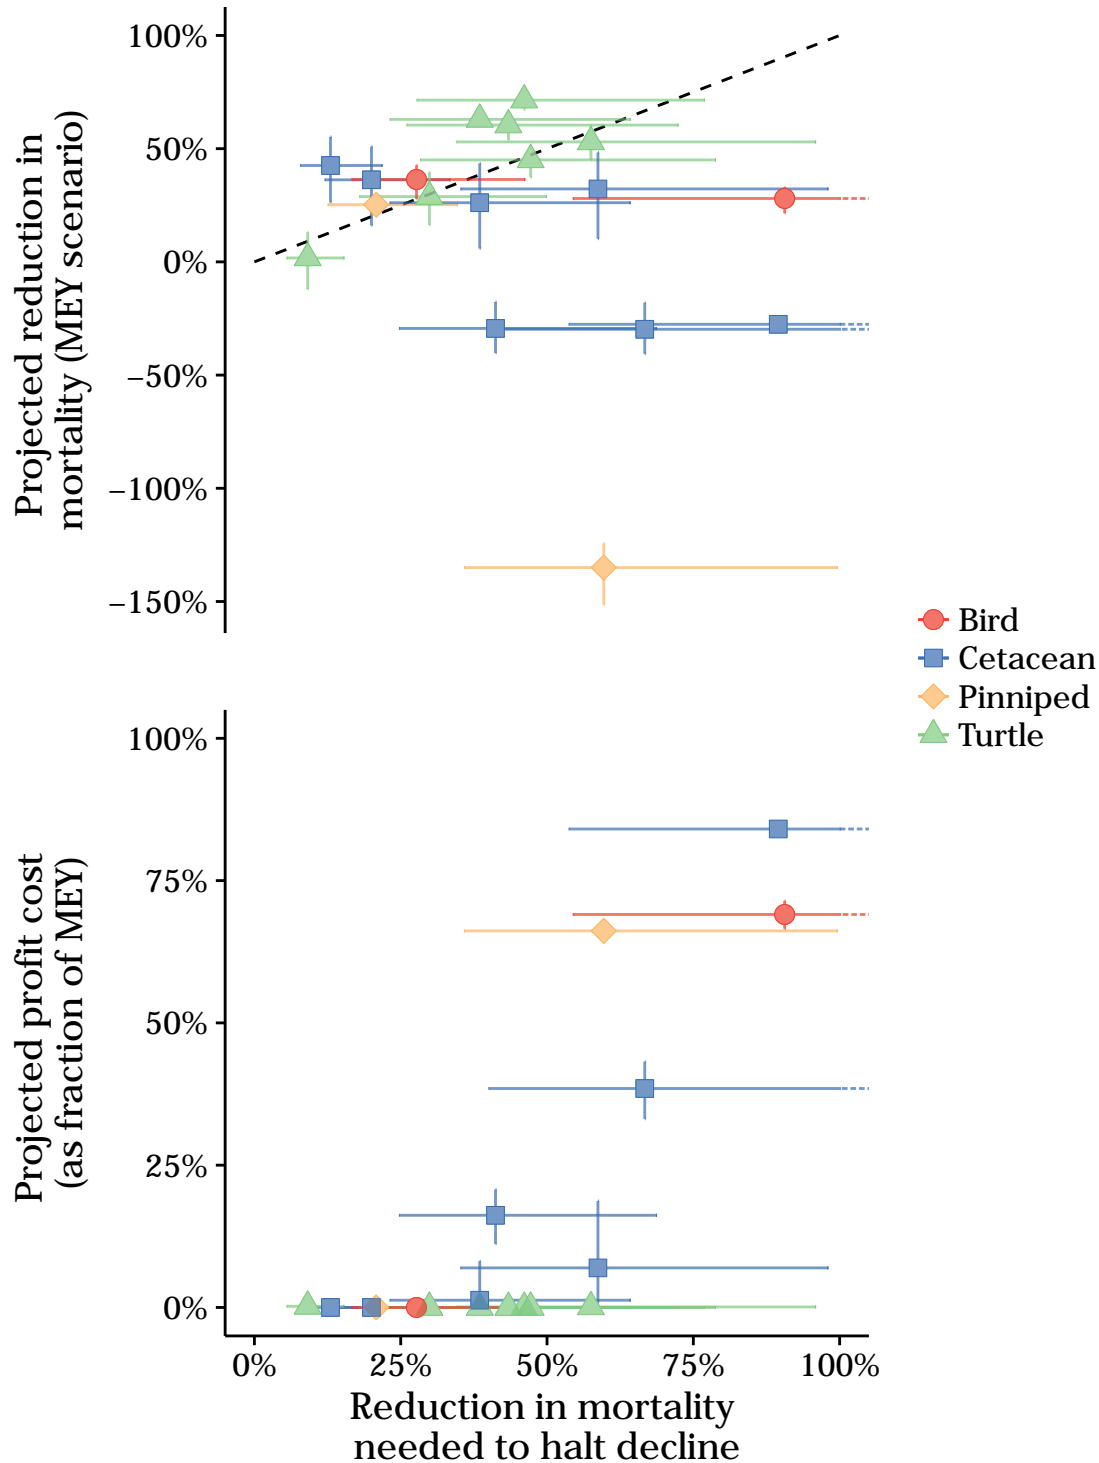 Projected reduction in
mortality (MEY scenario)
100%
50%
0%
−50%
−100%
−150%
Bird
Cetacean
Pinniped
Turtle
Projected profit cost
(as fraction of MEY)
100%
75%
50%
25%
0%
0% 25% 50% 75% 100%
Reduction in mortality
needed to halt decline